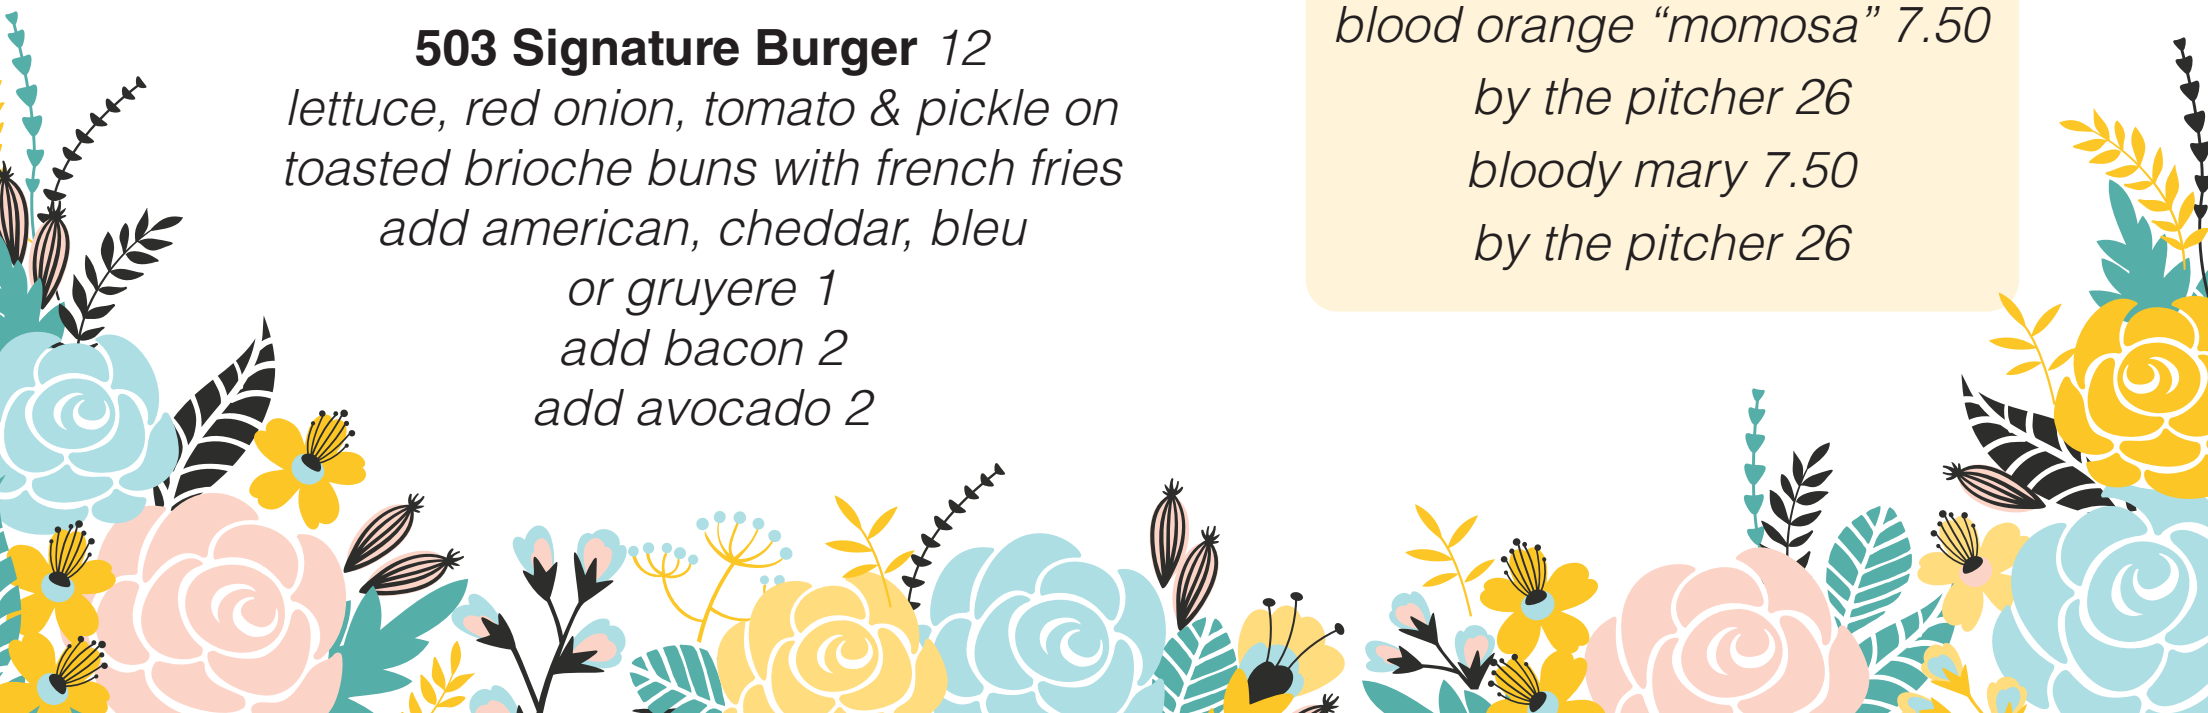 503 Signature Burger 12
lettuce, red onion, tomato & pickle on
toasted brioche buns with french fries
add american, cheddar, bleu
or gruyere 1
add bacon 2
add avocado 2
blood orange “momosa” 7.50
by the pitcher 26
bloody mary 7.50
by the pitcher 26